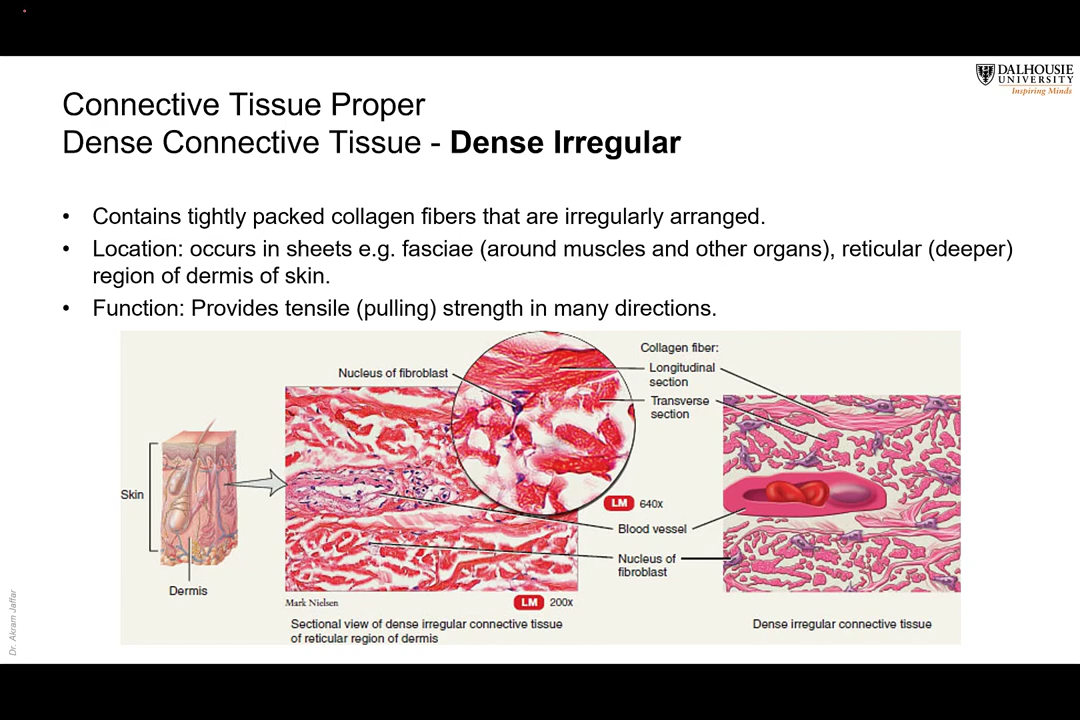 DALHOUSIE
UNIVERSITY
Inspiring Minds
Connective Tissue Proper
Dense Connective Tissue - Dense Irregular
• Contains tightly packed collagen fibers that are irregularly arranged.
• Location: occurs in sheets e.g. fasciae (around muscles and other organs), reticular (deeper)
region of dermis of skin.
• Function: Provides tensile (pulling) strength in many directions.
Nucleus of fibroblast
Collagen fiber:
Longitudinal
section
Transverse
section
Skin
LM 640x
Blood vessel
Nucleus of
fibroblast
Dermis
Mark Nielsen
LM 200x
Sectional view of dense irregular connective tissue
of reticular region of dermis
Dense irregular connective tissue
Dr. Akram Jaffar